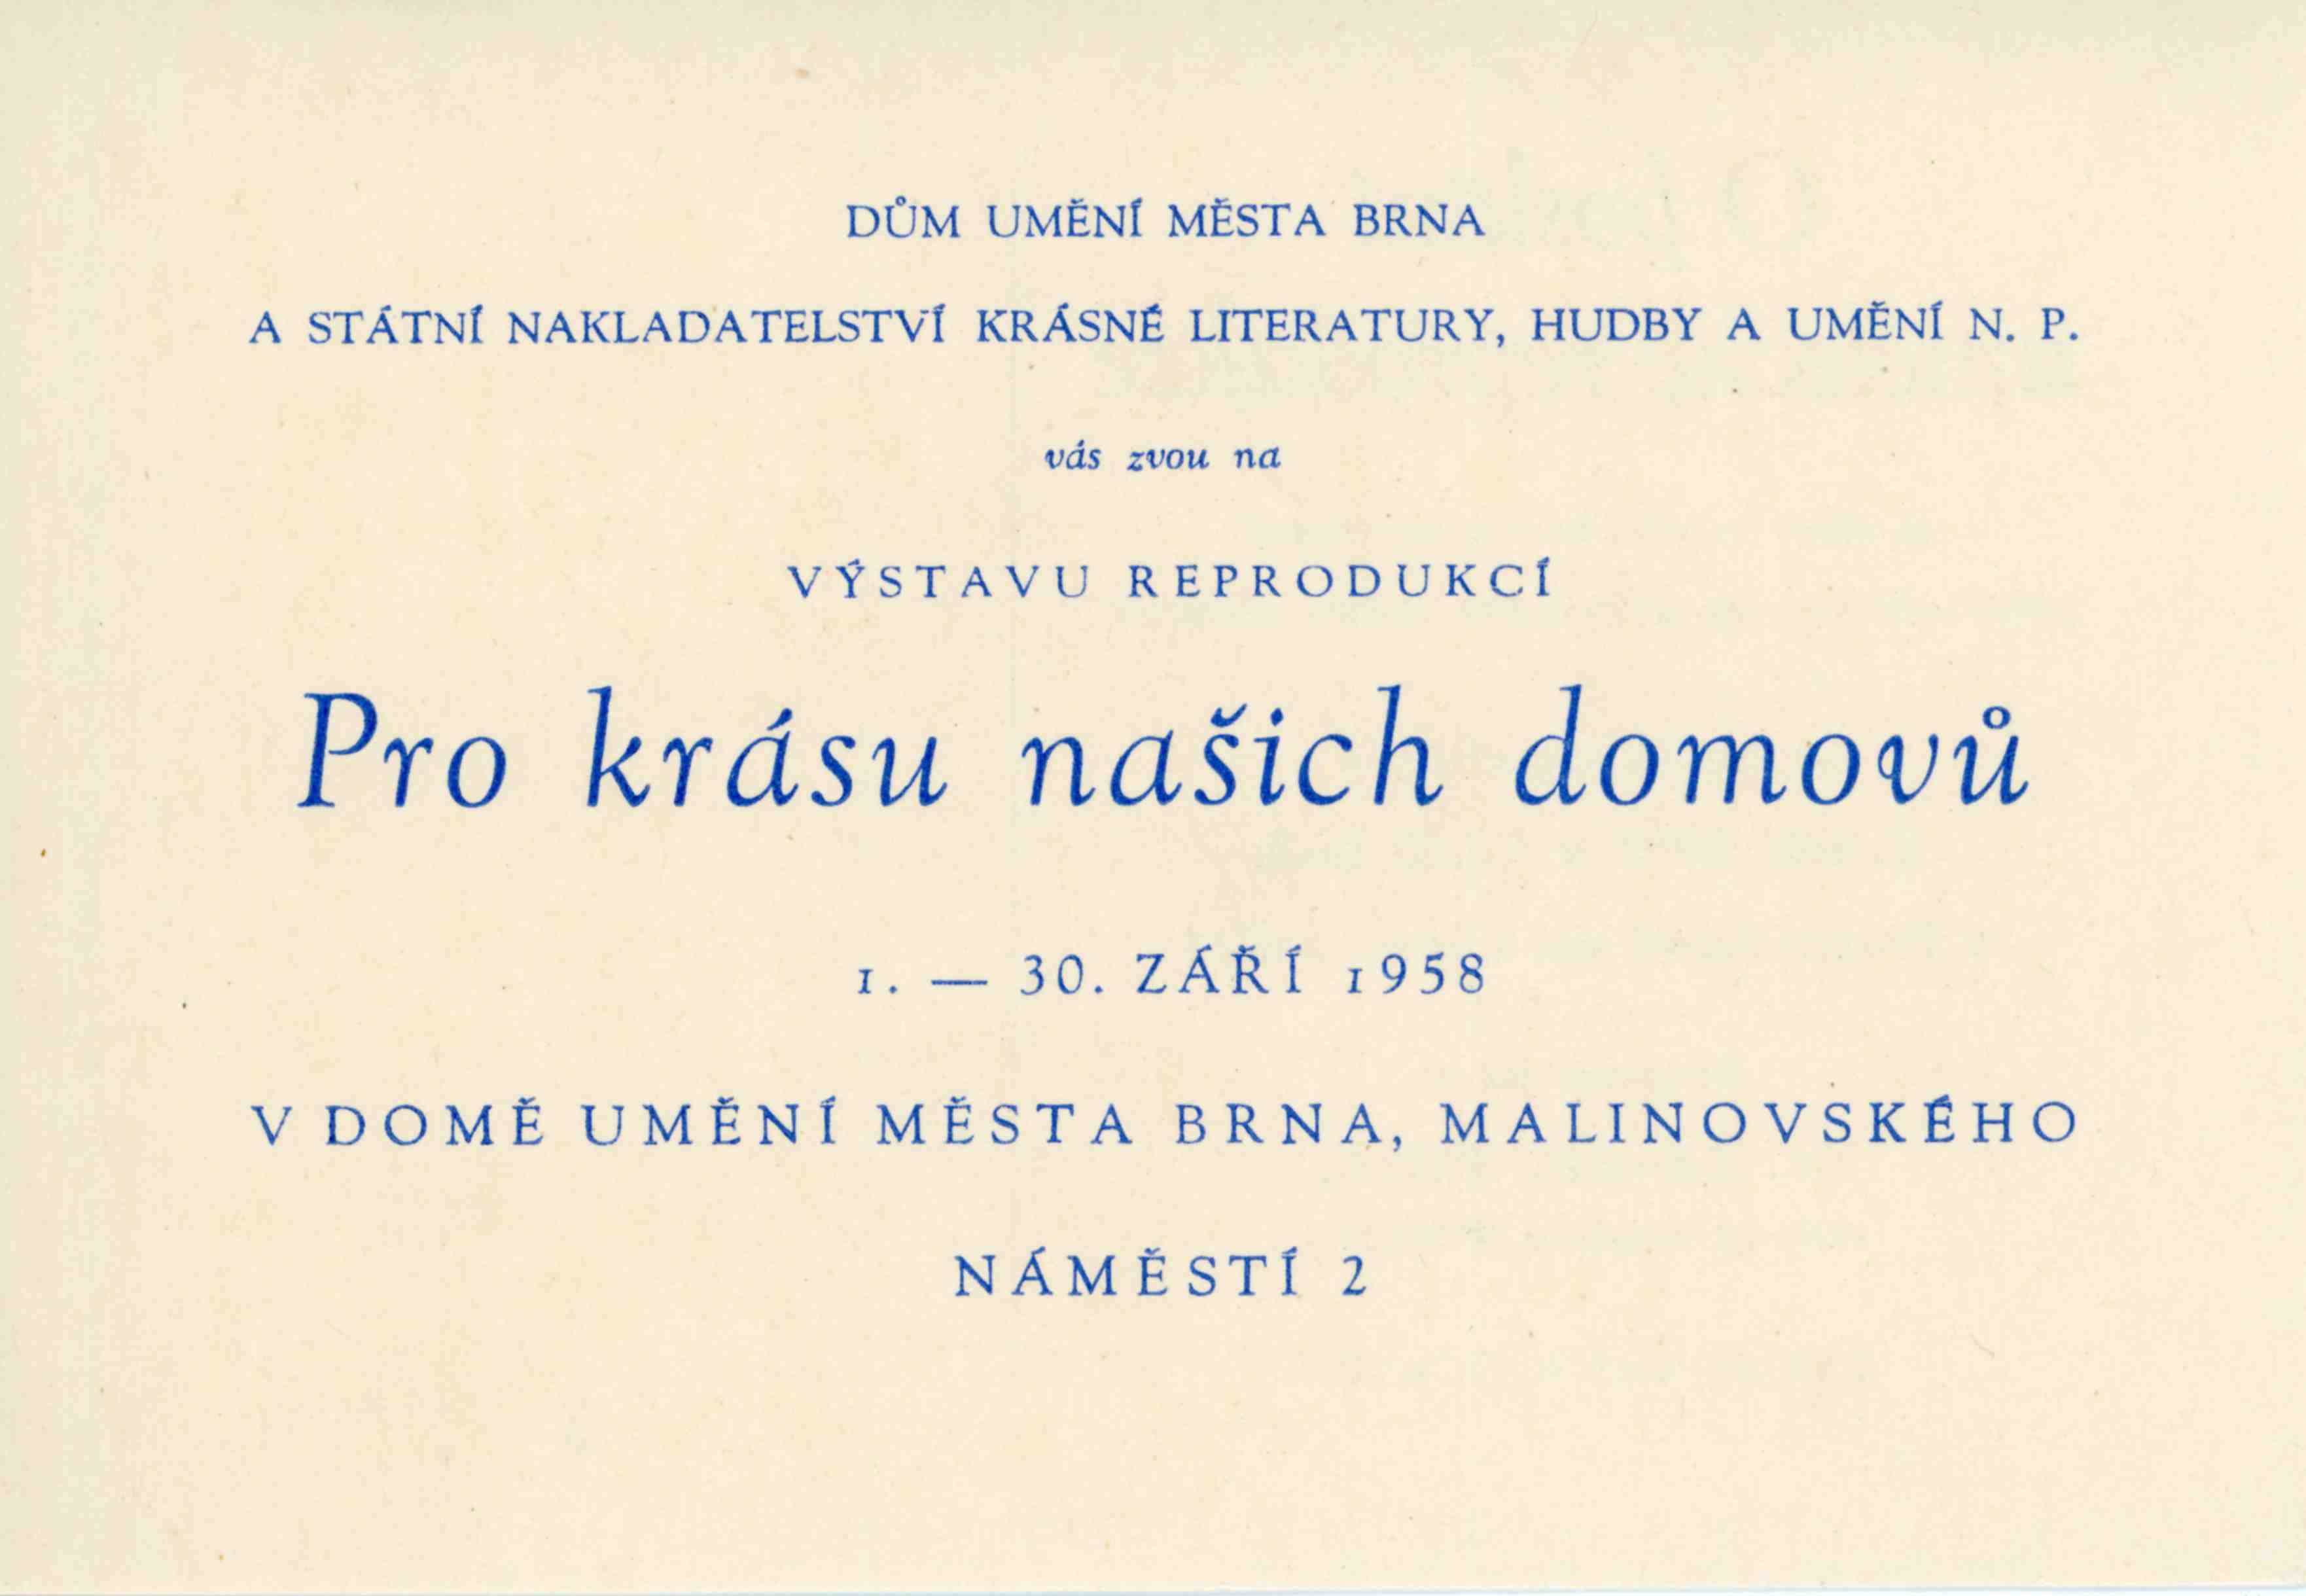 DŮM UMĚNÍ MĚSTA BRNA
A STÁTNÍ NAKLADATELSTVÍ KRÁSNÉ LITERATURY, HUDBY A UMĚNÍ N. P.
vás zvou na
VÝSTAVU REPRODUKCÍ
Pro krásu našich domovů
1. — 30. ZÁŘÍ 1958
V DOMĚ UMĚNÍ MĚSTA BRNA, MALINOVSKÉHO
NÁMĚSTÍ 2